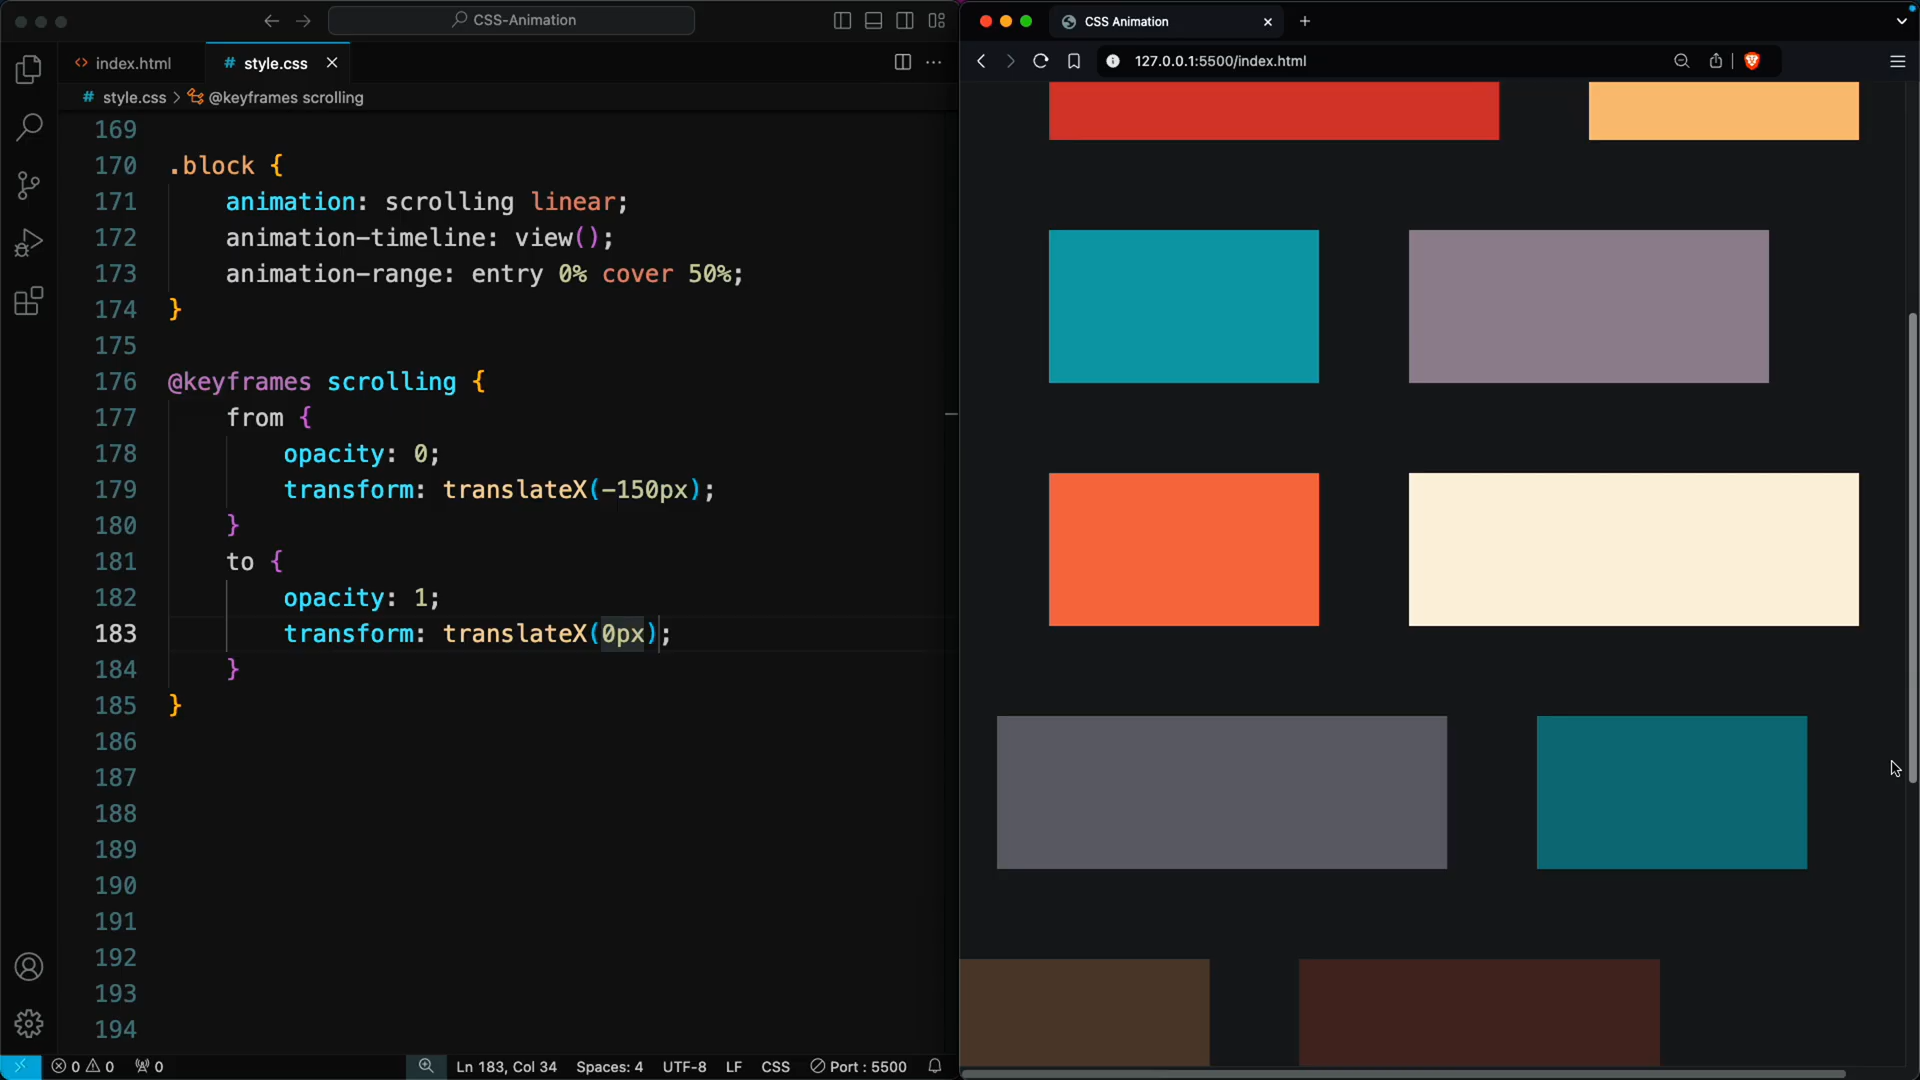 CSS-Animation
index.html
# style.css
# style.css > @keyframes scrolling
169
170 .block {
171 animation: scrolling linear;
172 animation-timeline: view();
173 animation-range: entry 0% cover 50%;
174 }
175
176 @keyframes scrolling {
177 from {
178 opacity: 0;
179 transform: translateX(-150px);
180 }
181 to {
182 opacity: 1;
183 transform: translateX(0px);
184 }
185 }
186
187
188
189
190
191
192
193
194
0 0 0 Ln 183, Col 34 Spaces: 4 UTF-8 LF CSS Port : 5500
CSS Animation
127.0.0.1:5500/index.html